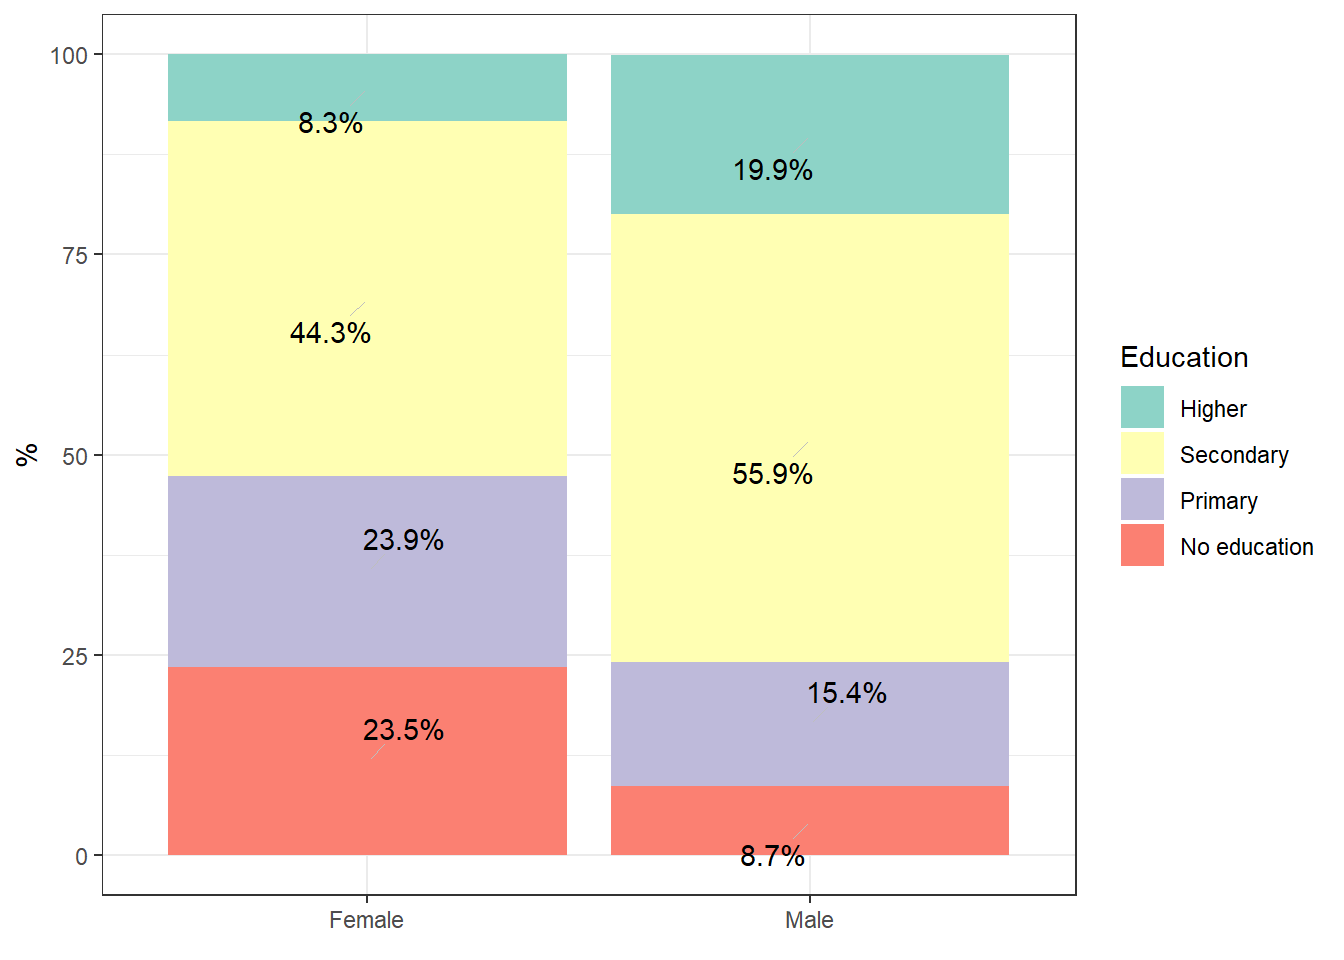 100
75
50
25
0
%
8.3%
44.3%
23.9%
23.5%
19.9%
55.9%
15.4%
8.7%
Female
Male
Education
Higher
Secondary
Primary
No education